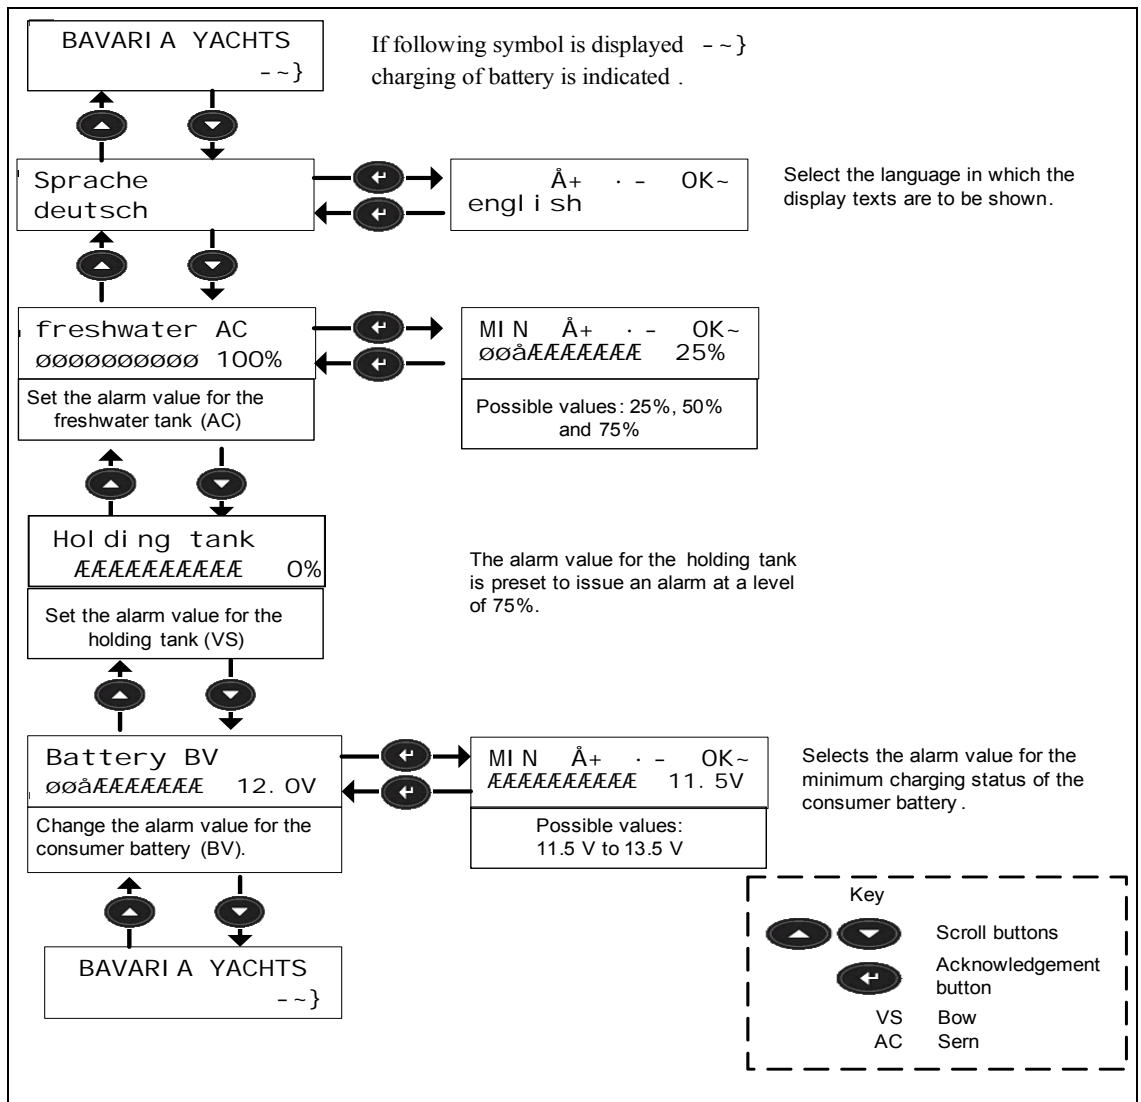 BAVARIA YACHTS
-~}
If following symbol is displayed -~}
charging of battery is indicated .
Sprache
deutsch
Å+ · - OK~
english
Select the language in which the
display texts are to be shown.
freshwater AC
øøøøøøøøøø 100%
MIN Å+ · - OK~
øøåÆÆÆÆÆÆÆ 25%
Set the alarm value for the
freshwater tank (AC)
Possible values: 25%, 50%
and 75%
Holding tank
ÆÆÆÆÆÆÆÆÆÆ 0%
The alarm value for the holding tank
is preset to issue an alarm at a level
of 75%.
Set the alarm value for the
holding tank (VS)
Battery BV
øøåÆÆÆÆÆÆÆ 12.0V
MIN Å+ · - OK~
ÆÆÆÆÆÆÆÆÆÆ 11.5V
Selects the alarm value for the
minimum charging status of the
consumer battery .
Change the alarm value for the
consumer battery (BV).
Possible values:
11.5 V to 13.5 V
BAVARIA YACHTS
-~}
Key
Scroll buttons
Acknowledgement
button
VS Bow
AC Sern